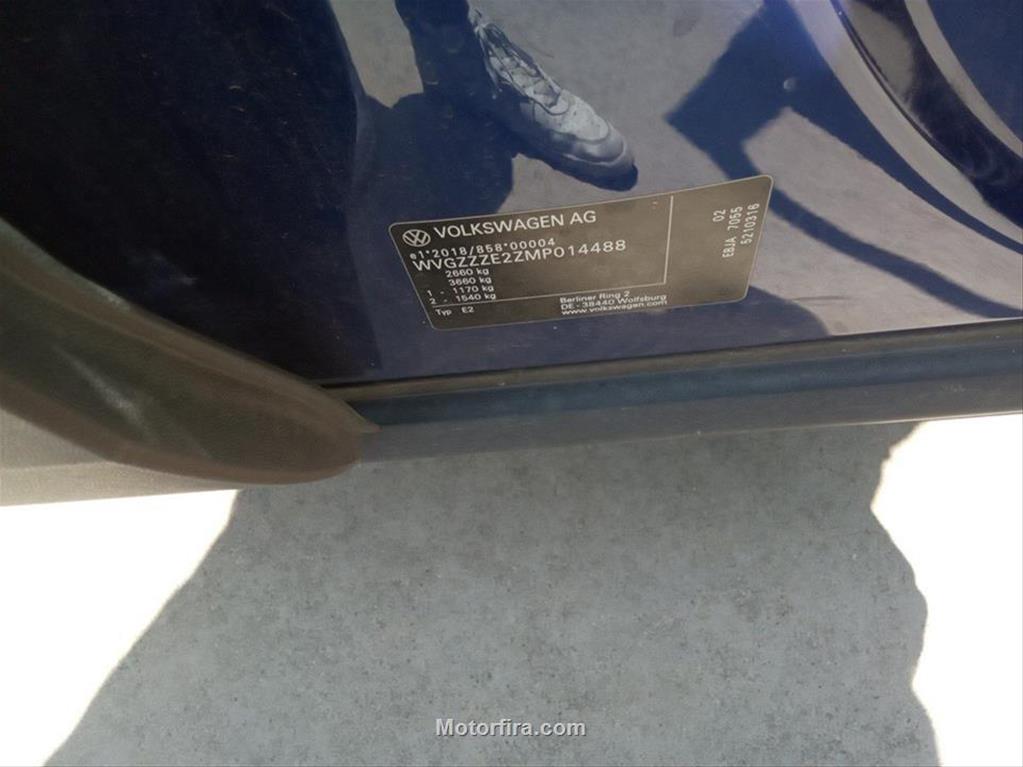 VOLKSWAGEN AG
e1*2018/858*00004
WVGZZZE2ZMP014488
2660 kg
3660 kg
1 - 1170 kg
2 - 1540 kg
Typ E2
Berliner Ring 2
DE - 38440 Wolfsburg
www.volkswagen.com
02
EBJA 7055
5210316
Motorfira.com